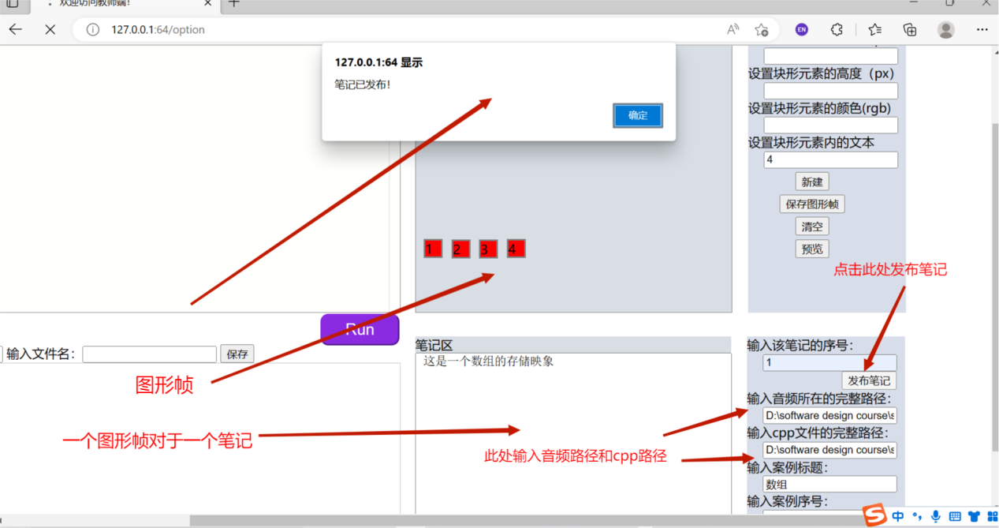 欢迎访问教师端!
127.0.0.1:64/option
EN
127.0.0.1:64 显示
笔记已发布!
确定
设置块形元素的高度（px）
设置块形元素的颜色(rgb)
设置块形元素内的文本
4
新建
保存图形帧
清空
预览
1 2 3 4
点击此处发布笔记
Run
输入文件名：
保存
笔记区
这是一个数组的存储映象
输入该笔记的序号：
1
发布笔记
图形帧
一个图形帧对于一个笔记
此处输入音频路径和cpp路径
输入音频所在的完整路径：
D:\software design course\s
输入cpp文件的完整路径：
D:\software design course\s
输入案例标题：
数组
输入案例序号：
中